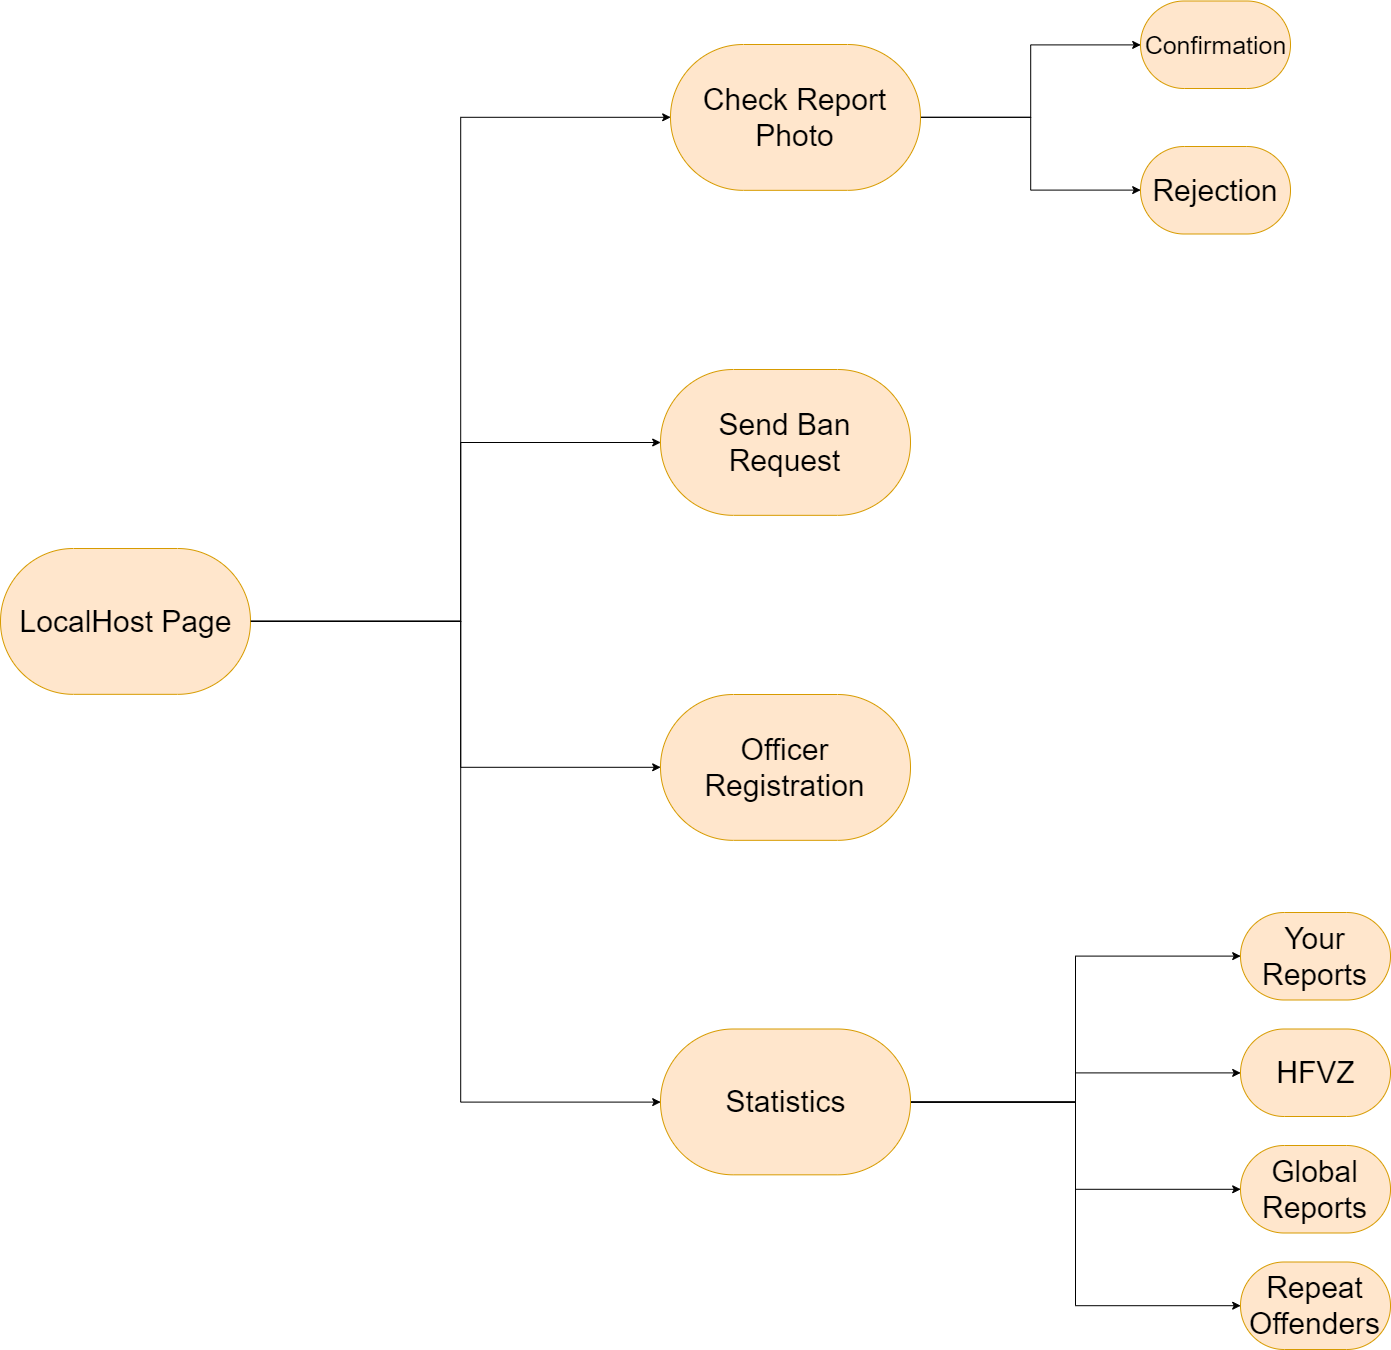 Confirmation
Check Report
Photo
Rejection
Send Ban
Request
LocalHost Page
Officer
Registration
Your
Reports
HFVZ
Statistics
Global
Reports
Repeat
Offenders